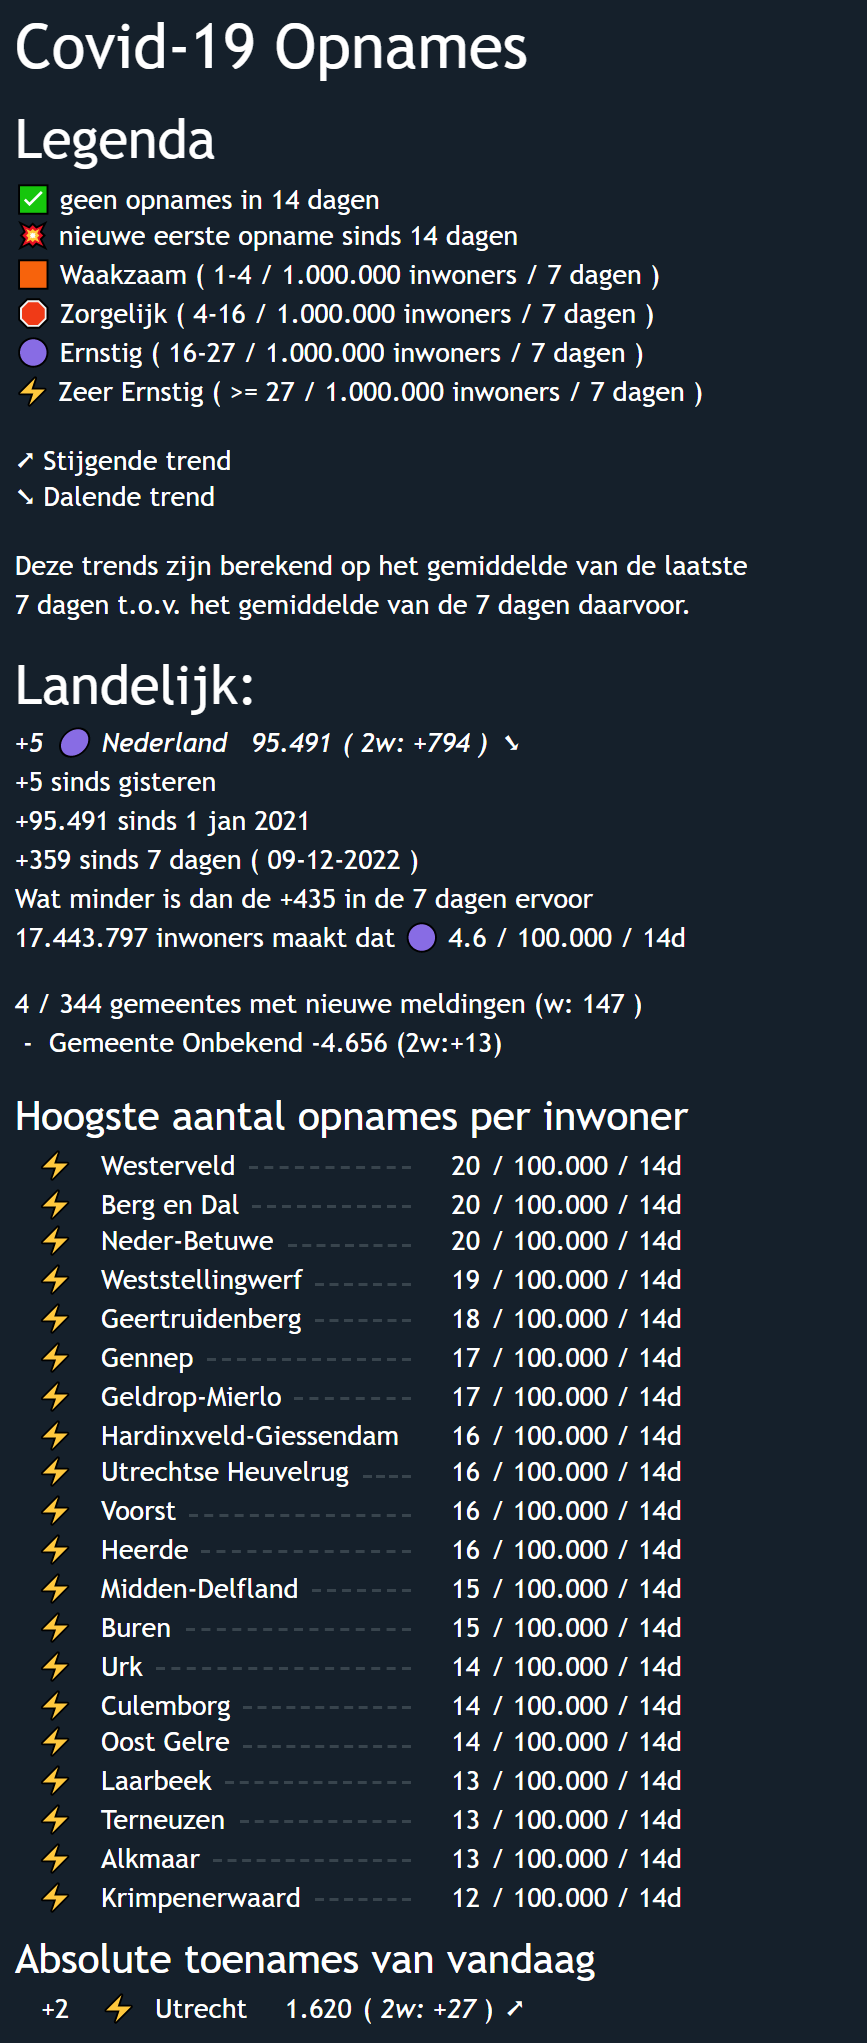 Covid-19 Opnames
Legenda
✅ geen opnames in 14 dagen
💥 nieuwe eerste opname sinds 14 dagen
🟧 Waakzaam ( 1-4 / 1.000.000 inwoners / 7 dagen )
🛑 Zorgelijk ( 4-16 / 1.000.000 inwoners / 7 dagen )
🟣 Ernstig ( 16-27 / 1.000.000 inwoners / 7 dagen )
⚡ Zeer Ernstig ( >= 27 / 1.000.000 inwoners / 7 dagen )
➚ Stijgende trend
➘ Dalende trend
Deze trends zijn berekend op het gemiddelde van de laatste
7 dagen t.o.v. het gemiddelde van de 7 dagen daarvoor.
Landelijk:
+5 🟣 Nederland 95.491 ( 2w: +794 ) ➘
+5 sinds gisteren
+95.491 sinds 1 jan 2021
+359 sinds 7 dagen ( 09-12-2022 )
Wat minder is dan de +435 in de 7 dagen ervoor
17.443.797 inwoners maakt dat 🟣 4.6 / 100.000 / 14d
4 / 344 gemeentes met nieuwe meldingen (w: 147 )
- Gemeente Onbekend -4.656 (2w:+13)
Hoogste aantal opnames per inwoner
⚡ Westerveld 20 / 100.000 / 14d
⚡ Berg en Dal 20 / 100.000 / 14d
⚡ Neder-Betuwe 20 / 100.000 / 14d
⚡ Weststellingwerf 19 / 100.000 / 14d
⚡ Geertruidenberg 18 / 100.000 / 14d
⚡ Gennep 17 / 100.000 / 14d
⚡ Geldrop-Mierlo 17 / 100.000 / 14d
⚡ Hardinxveld-Giessendam 16 / 100.000 / 14d
⚡ Utrechtse Heuvelrug 16 / 100.000 / 14d
⚡ Voorst 16 / 100.000 / 14d
⚡ Heerde 16 / 100.000 / 14d
⚡ Midden-Delfland 15 / 100.000 / 14d
⚡ Buren 15 / 100.000 / 14d
⚡ Urk 14 / 100.000 / 14d
⚡ Culemborg 14 / 100.000 / 14d
⚡ Oost Gelre 14 / 100.000 / 14d
⚡ Laarbeek 13 / 100.000 / 14d
⚡ Terneuzen 13 / 100.000 / 14d
⚡ Alkmaar 13 / 100.000 / 14d
⚡ Krimpenerwaard 12 / 100.000 / 14d
Absolute toenames van vandaag
+2 ⚡ Utrecht 1.620 ( 2w: +27 ) ➚